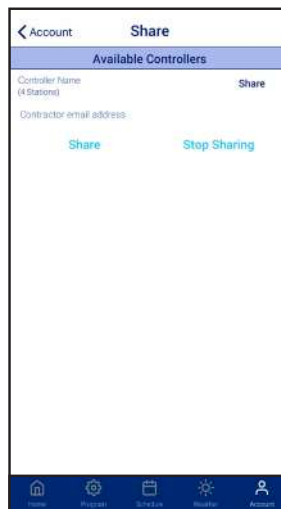 Account Share
Available Controllers
Controller Name Share
(4 Stations)
Contractor email address
Share Stop Sharing
Home Program Schedule Weather Account